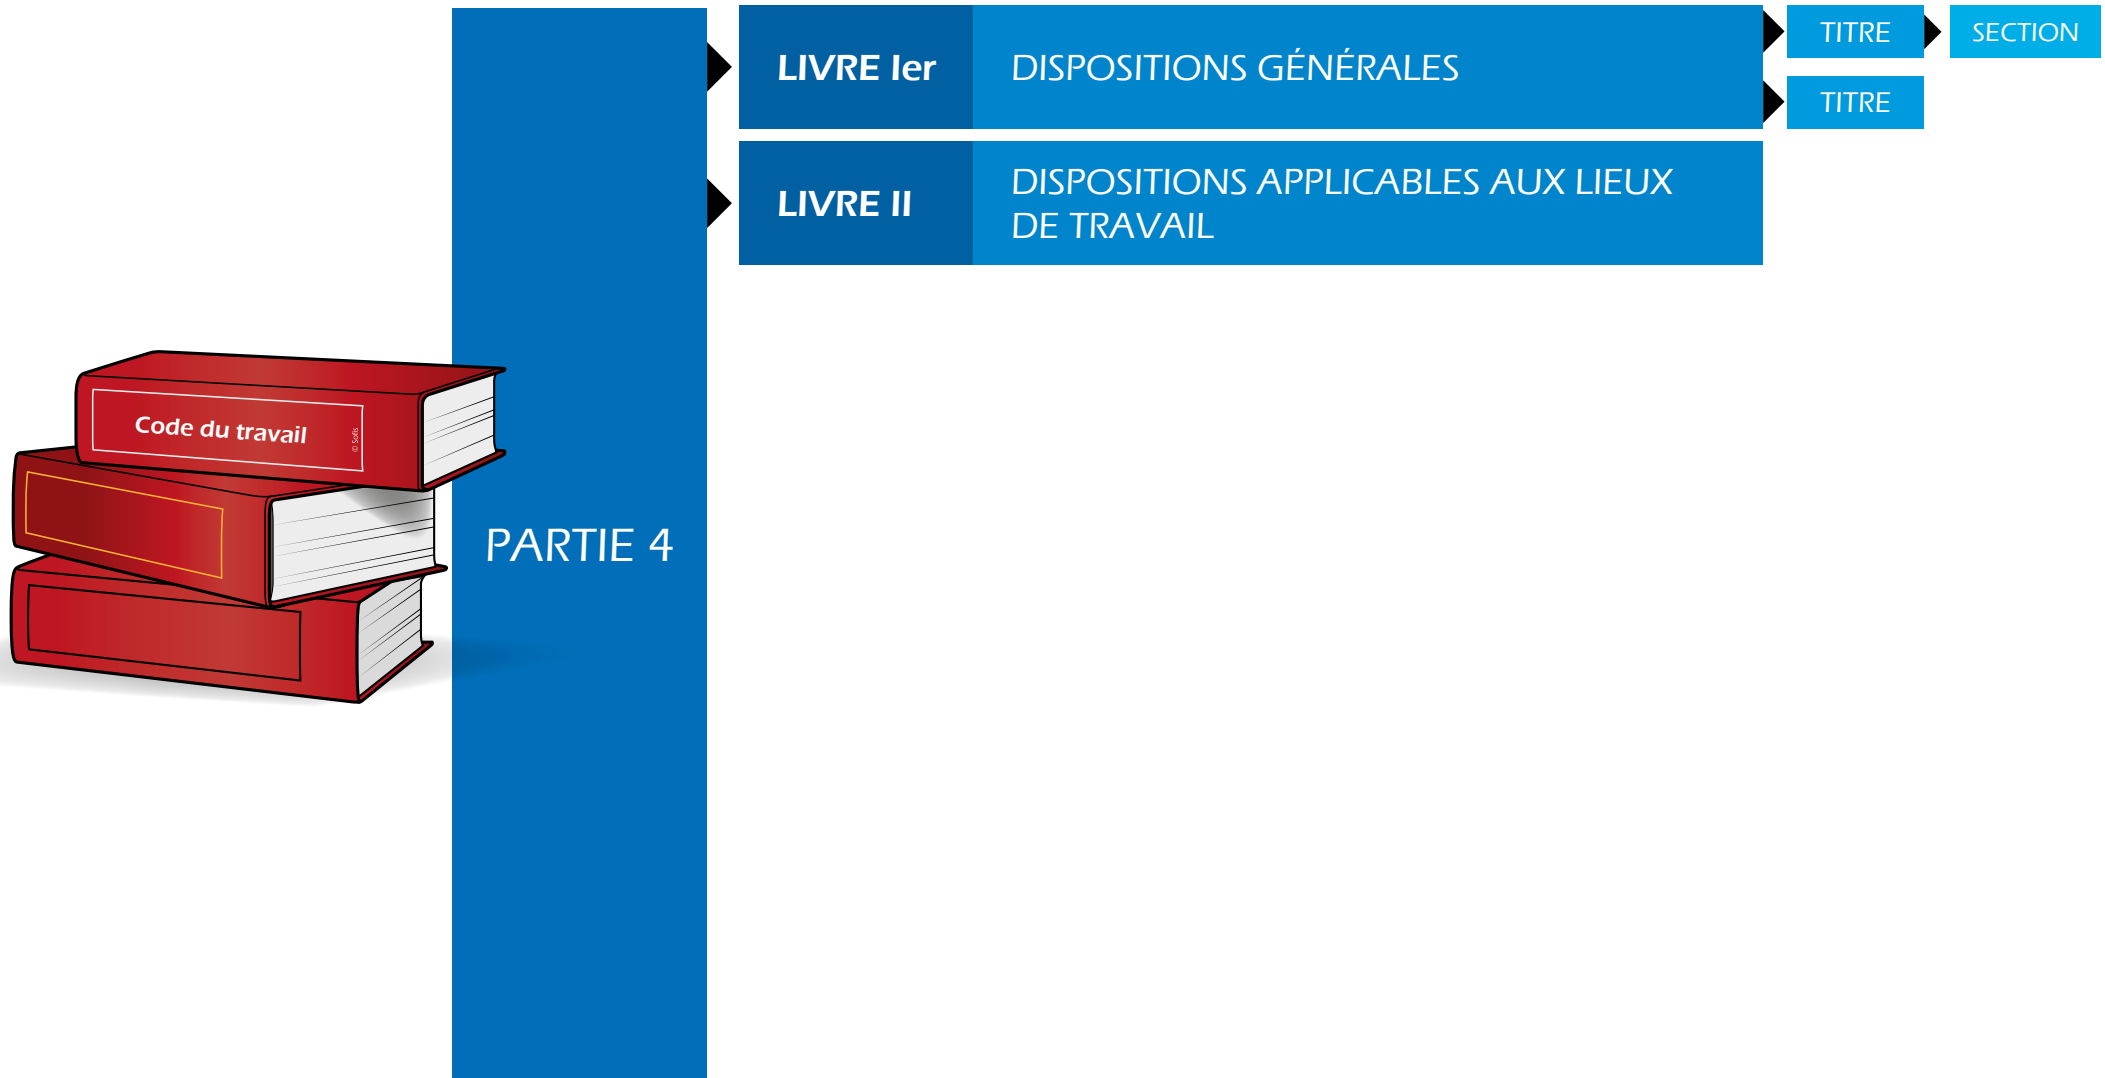 LIVRE Ier
DISPOSITIONS GÉNÉRALES
TITRE
SECTION
TITRE
LIVRE II
DISPOSITIONS APPLICABLES AUX LIEUX
DE TRAVAIL
Code du travail
© Sofis
PARTIE 4